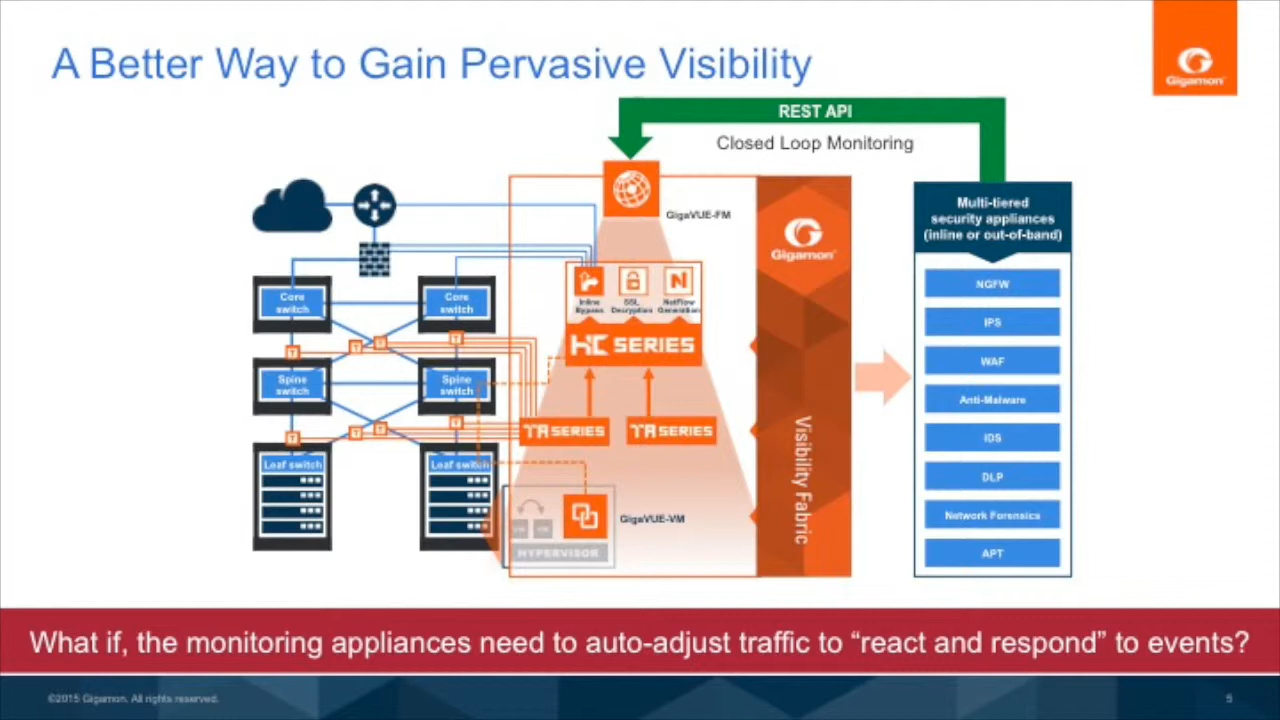 A Better Way to Gain Pervasive Visibility
Gigamon
REST API
Closed Loop Monitoring
GigaVUE-FM
Multi-tiered
security appliances
(inline or out-of-band)
Gigamon
Inline
Bypass
SSL
Decryption
NetFlow
Generation
HC SERIES
Core
switch
Core
switch
T
T
T
T
Spine
switch
Spine
switch
T
T
T
T
TA SERIES
TA SERIES
Leaf switch
Leaf switch
GigaVUE-VM
VM
VM
HYPERVISOR
Visibility Fabric
NGFW
IPS
WAF
Anti-Malware
IDS
DLP
Network Forensics
APT
What if, the monitoring appliances need to auto-adjust traffic to “react and respond” to events?
©2015 Gigamon. All rights reserved.
5